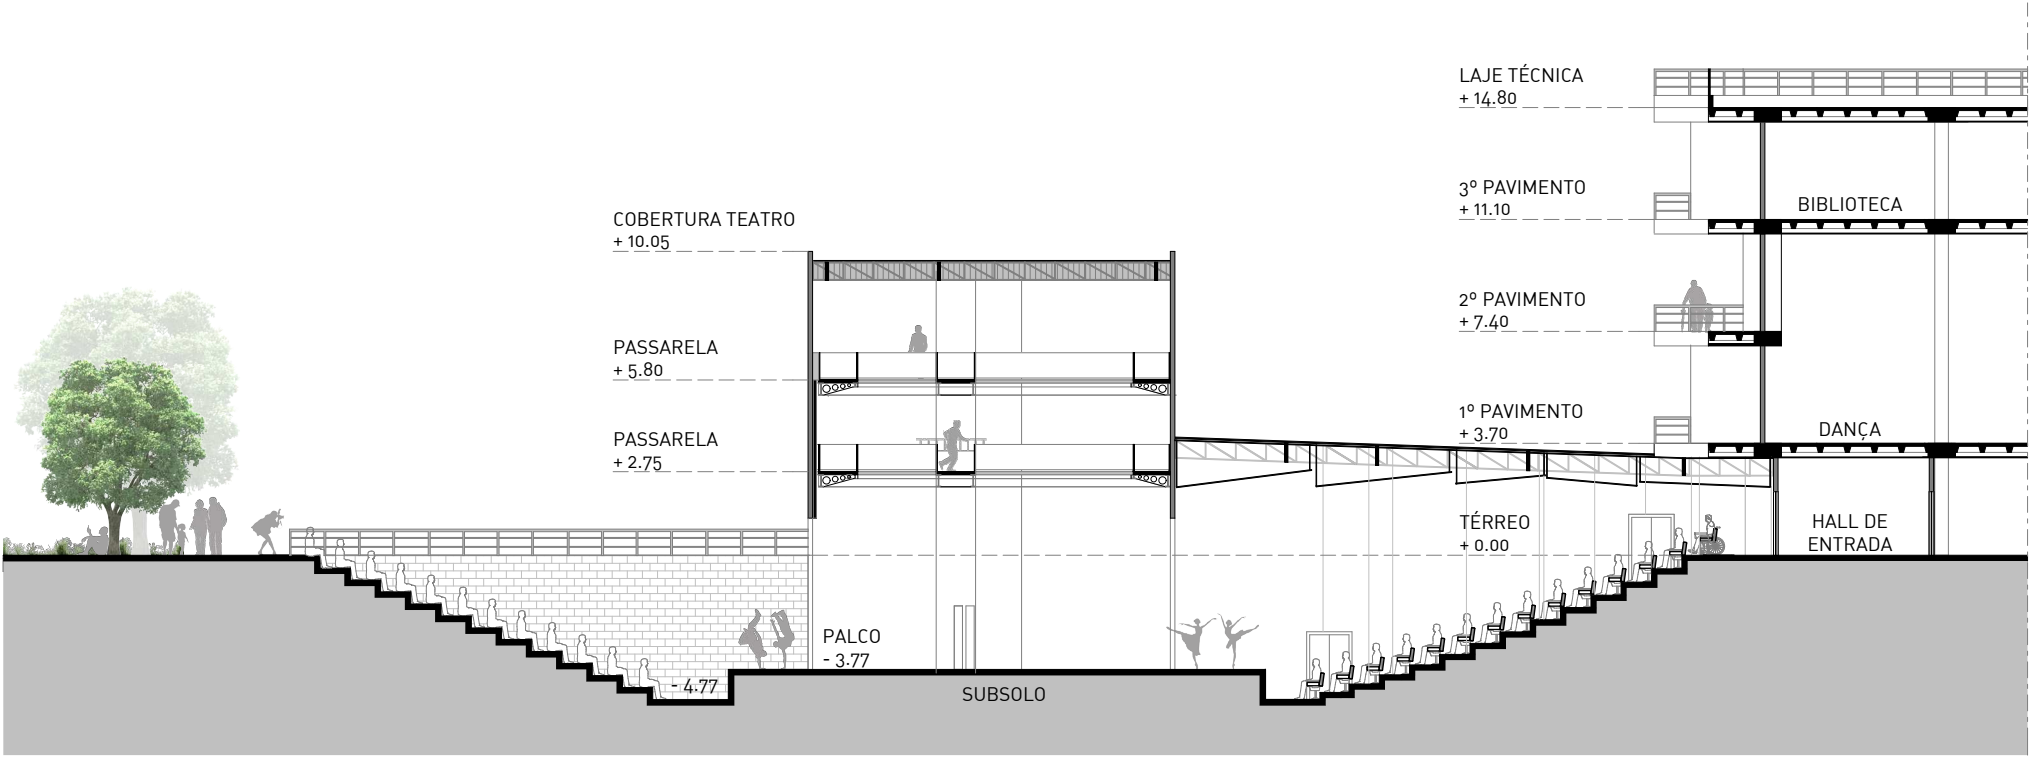 LAJE TÉCNICA
+ 14.80
3º PAVIMENTO
+ 11.10
BIBLIOTECA
COBERTURA TEATRO
+ 10.05
2º PAVIMENTO
+ 7.40
PASSARELA
+ 5.80
1º PAVIMENTO
+ 3.70
DANÇA
PASSARELA
+ 2.75
TÉRREO
+ 0.00
HALL DE
ENTRADA
PALCO
- 3.77
- 4.77
SUBSOLO